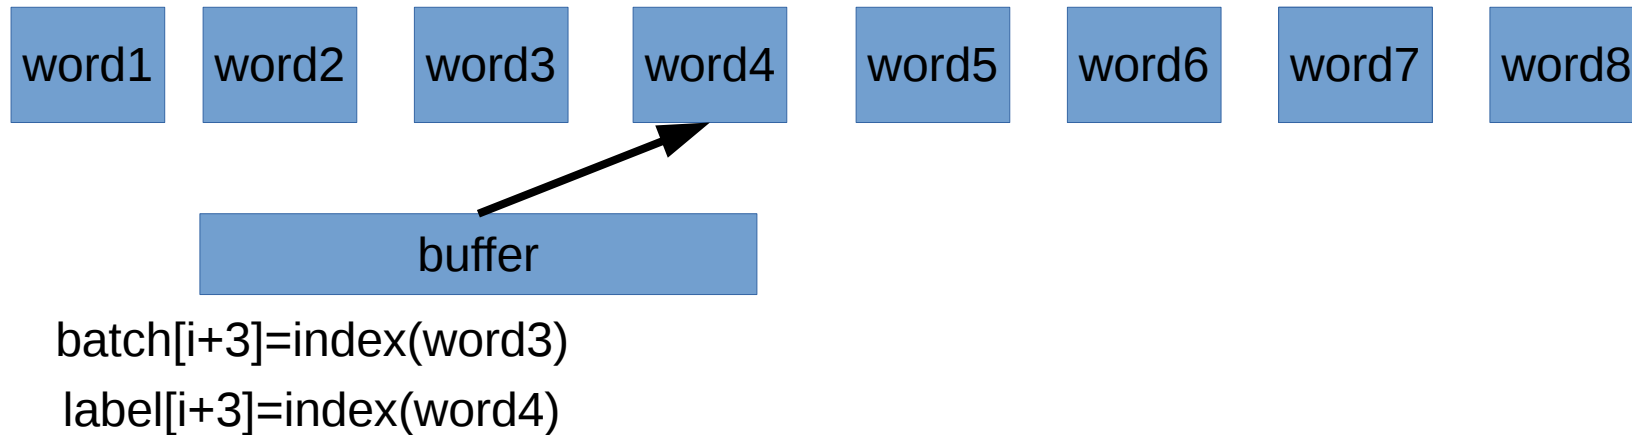 word1 word2 word3 word4 word5 word6 word7 word8
buffer
batch[i+3]=index(word3)
label[i+3]=index(word4)